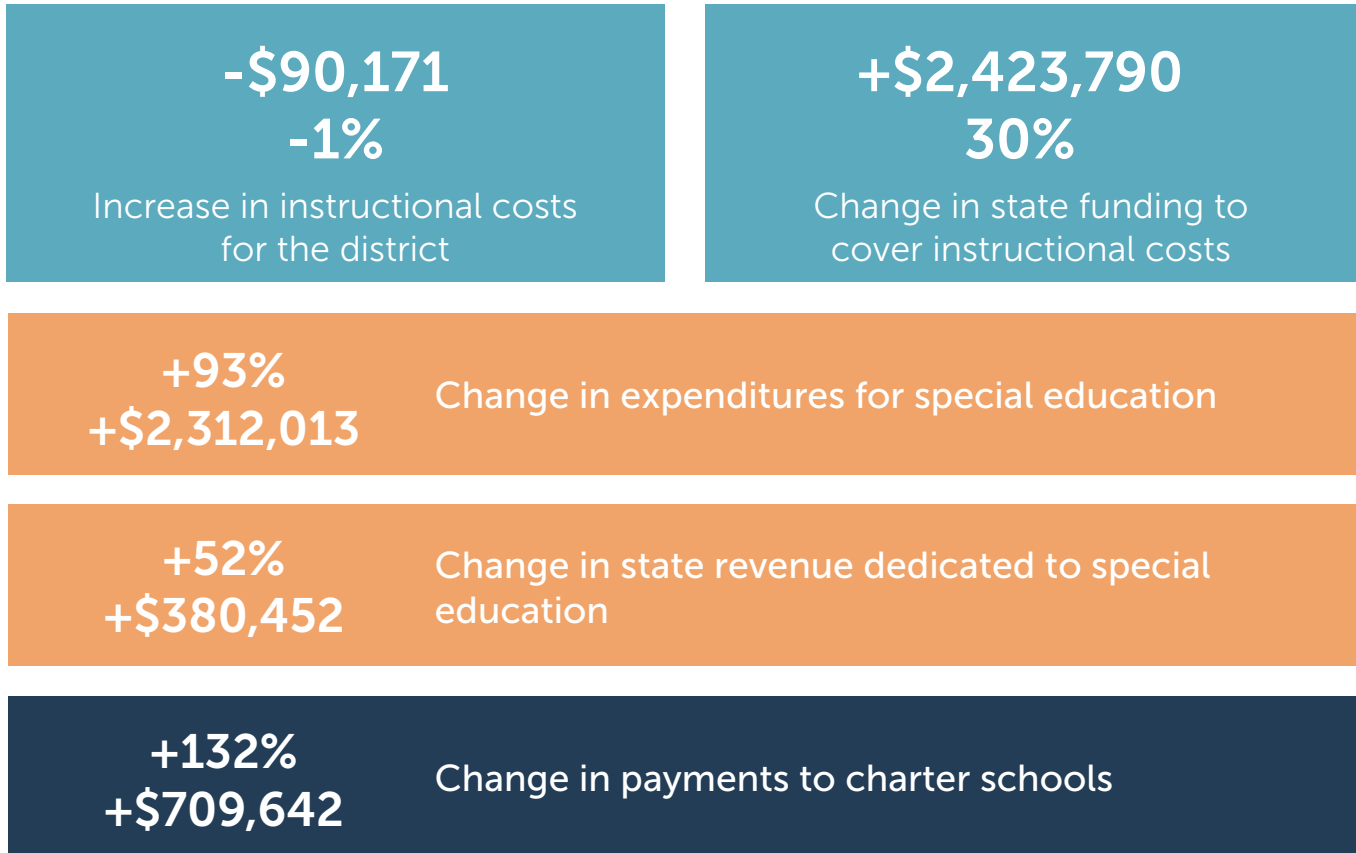 -$90,171
-1%
Increase in instructional costs
for the district
+$2,423,790
30%
Change in state funding to
cover instructional costs
+93%
+$2,312,013
Change in expenditures for special education
+52%
+$380,452
Change in state revenue dedicated to special
education
+132%
+$709,642
Change in payments to charter schools